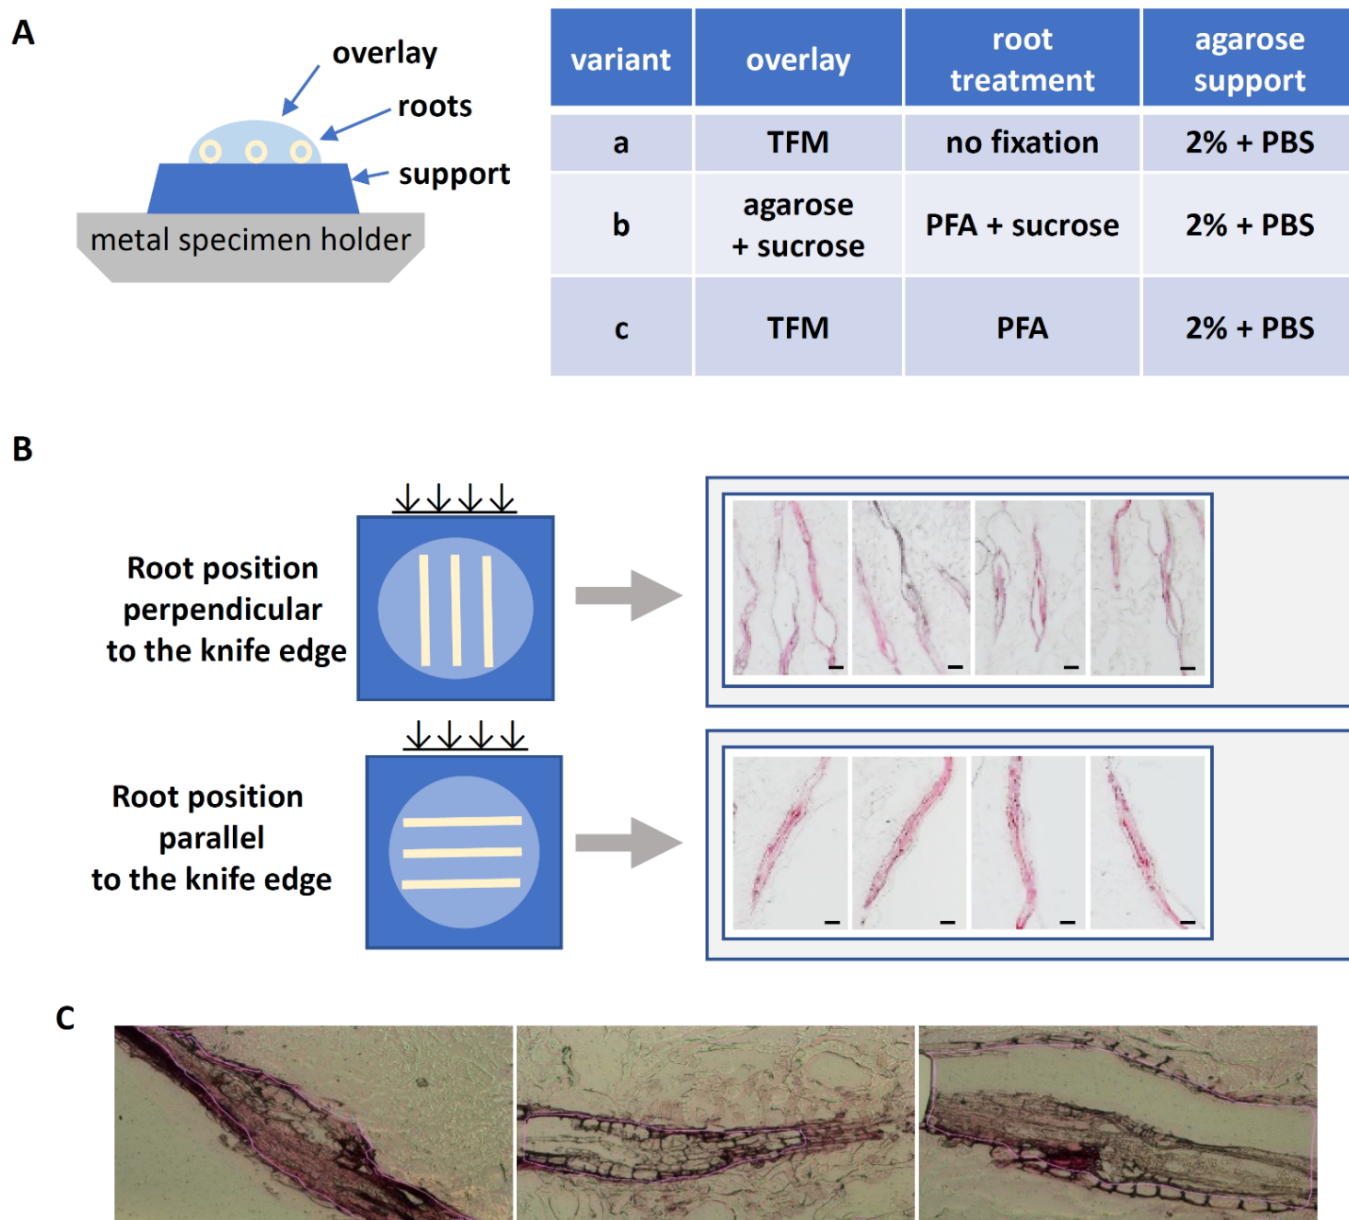 A
overlay
roots
support
metal specimen holder
variant overlay root treatment agarose support
a TFM no fixation 2% + PBS
b agarose + sucrose PFA + sucrose 2% + PBS
c TFM PFA 2% + PBS
B
Root position
perpendicular
to the knife edge
Root position
parallel
to the knife edge
C